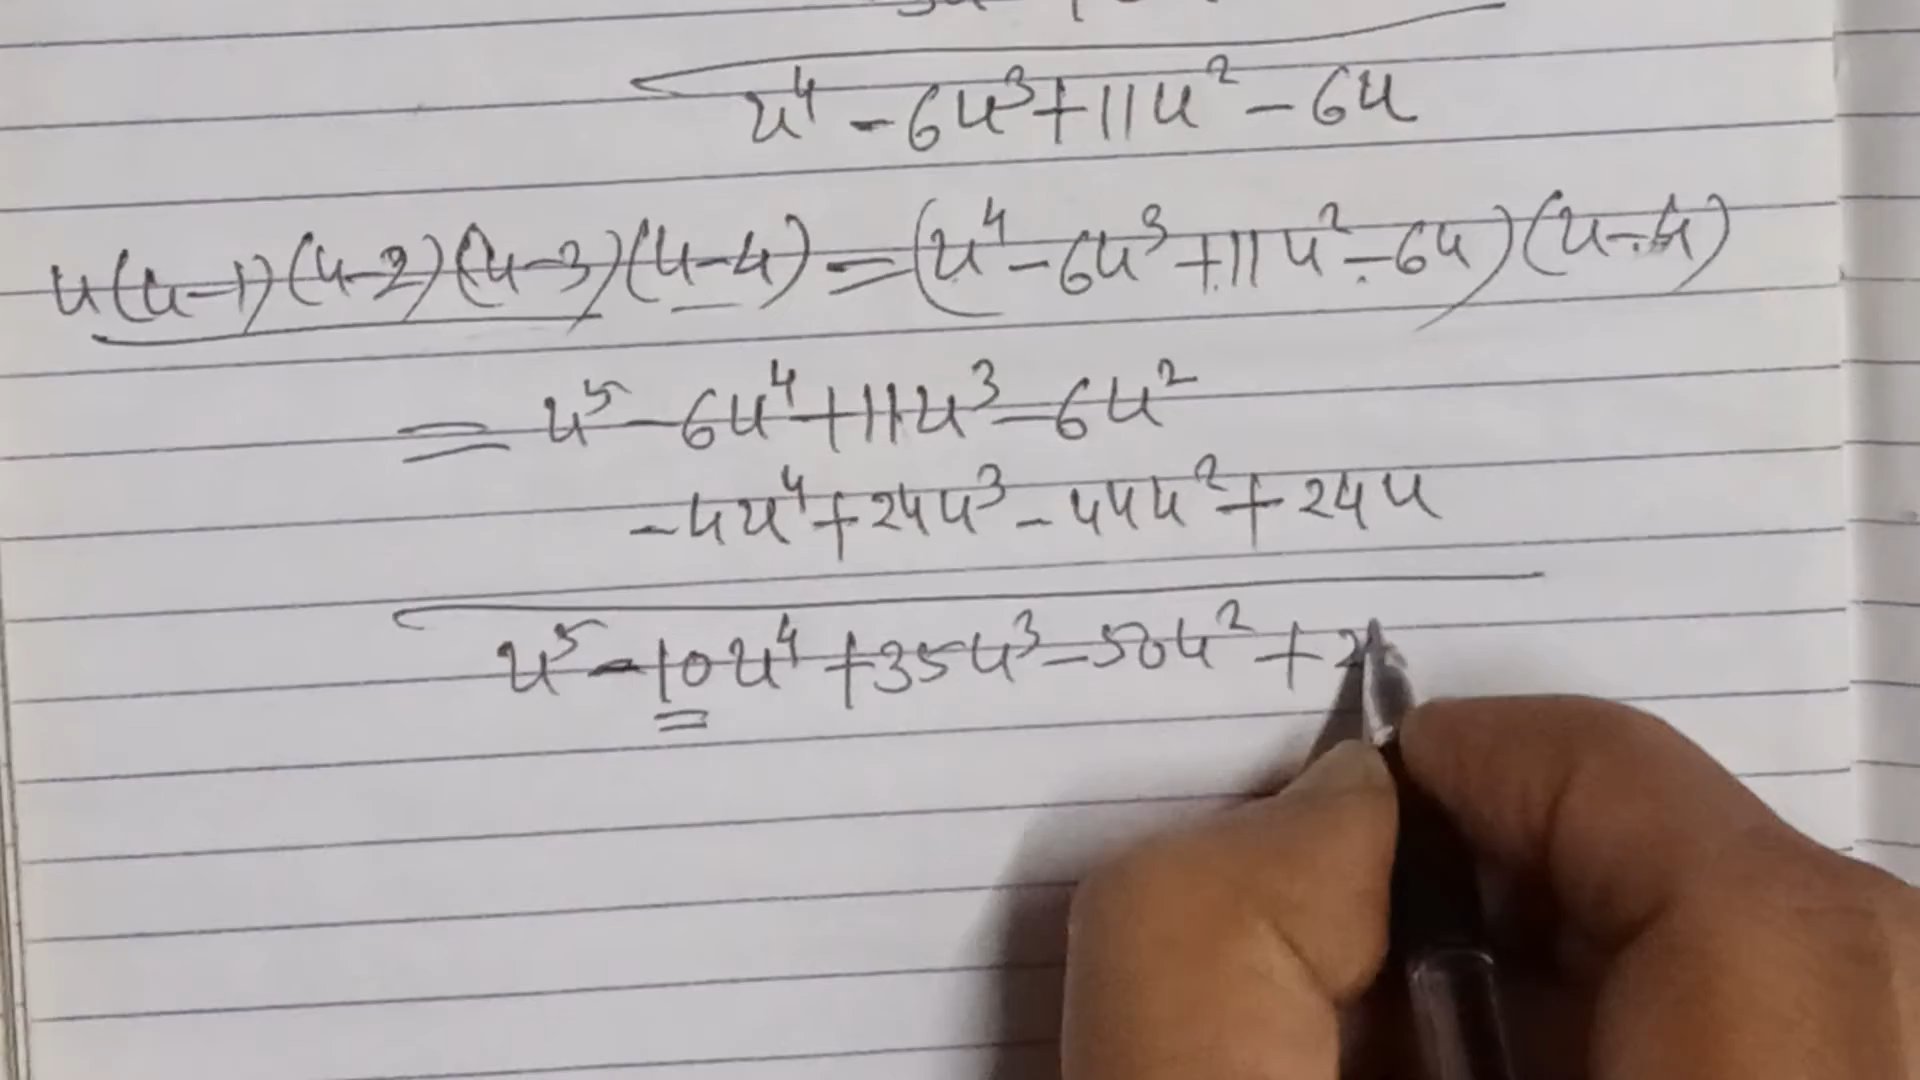 u⁴ - 6u³ + 11u² - 6u
u(u-1)(u-2)(u-3)(u-4) = (u⁴ - 6u³ + 11u² - 6u)(u-4)
= u⁵ - 6u⁴ + 11u³ - 6u²
- 4u⁴ + 24u³ - 44u² + 24u
u⁵ - 10u⁴ + 35u³ - 50u² + 2